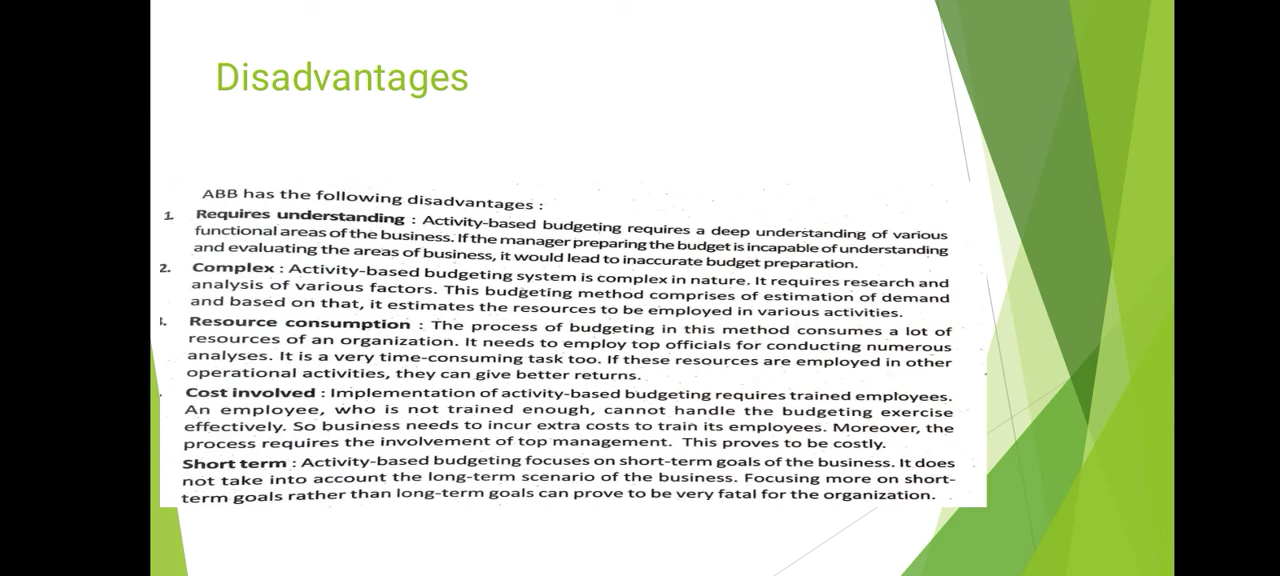 Disadvantages
ABB has the following disadvantages :
1. Requires understanding : Activity-based budgeting requires a deep understanding of various
functional areas of the business. If the manager preparing the budget is incapable of understanding
and evaluating the areas of business, it would lead to inaccurate budget preparation.
2. Complex : Activity-based budgeting system is complex in nature. It requires research and
analysis of various factors. This budgeting method comprises of estimation of demand
and based on that, it estimates the resources to be employed in various activities.
Resource consumption : The process of budgeting in this method consumes a lot of
resources of an organization. It needs to employ top officials for conducting numerous
analyses. It is a very time-consuming task too. If these resources are employed in other
operational activities, they can give better returns.
Cost involved : Implementation of activity-based budgeting requires trained employees.
An employee, who is not trained enough, cannot handle the budgeting exercise
effectively. So business needs to incur extra costs to train its employees. Moreover, the
process requires the involvement of top management. This proves to be costly.
Short term : Activity-based budgeting focuses on short-term goals of the business. It does
not take into account the long-term scenario of the business. Focusing more on short-
term goals rather than long-term goals can prove to be very fatal for the organization.